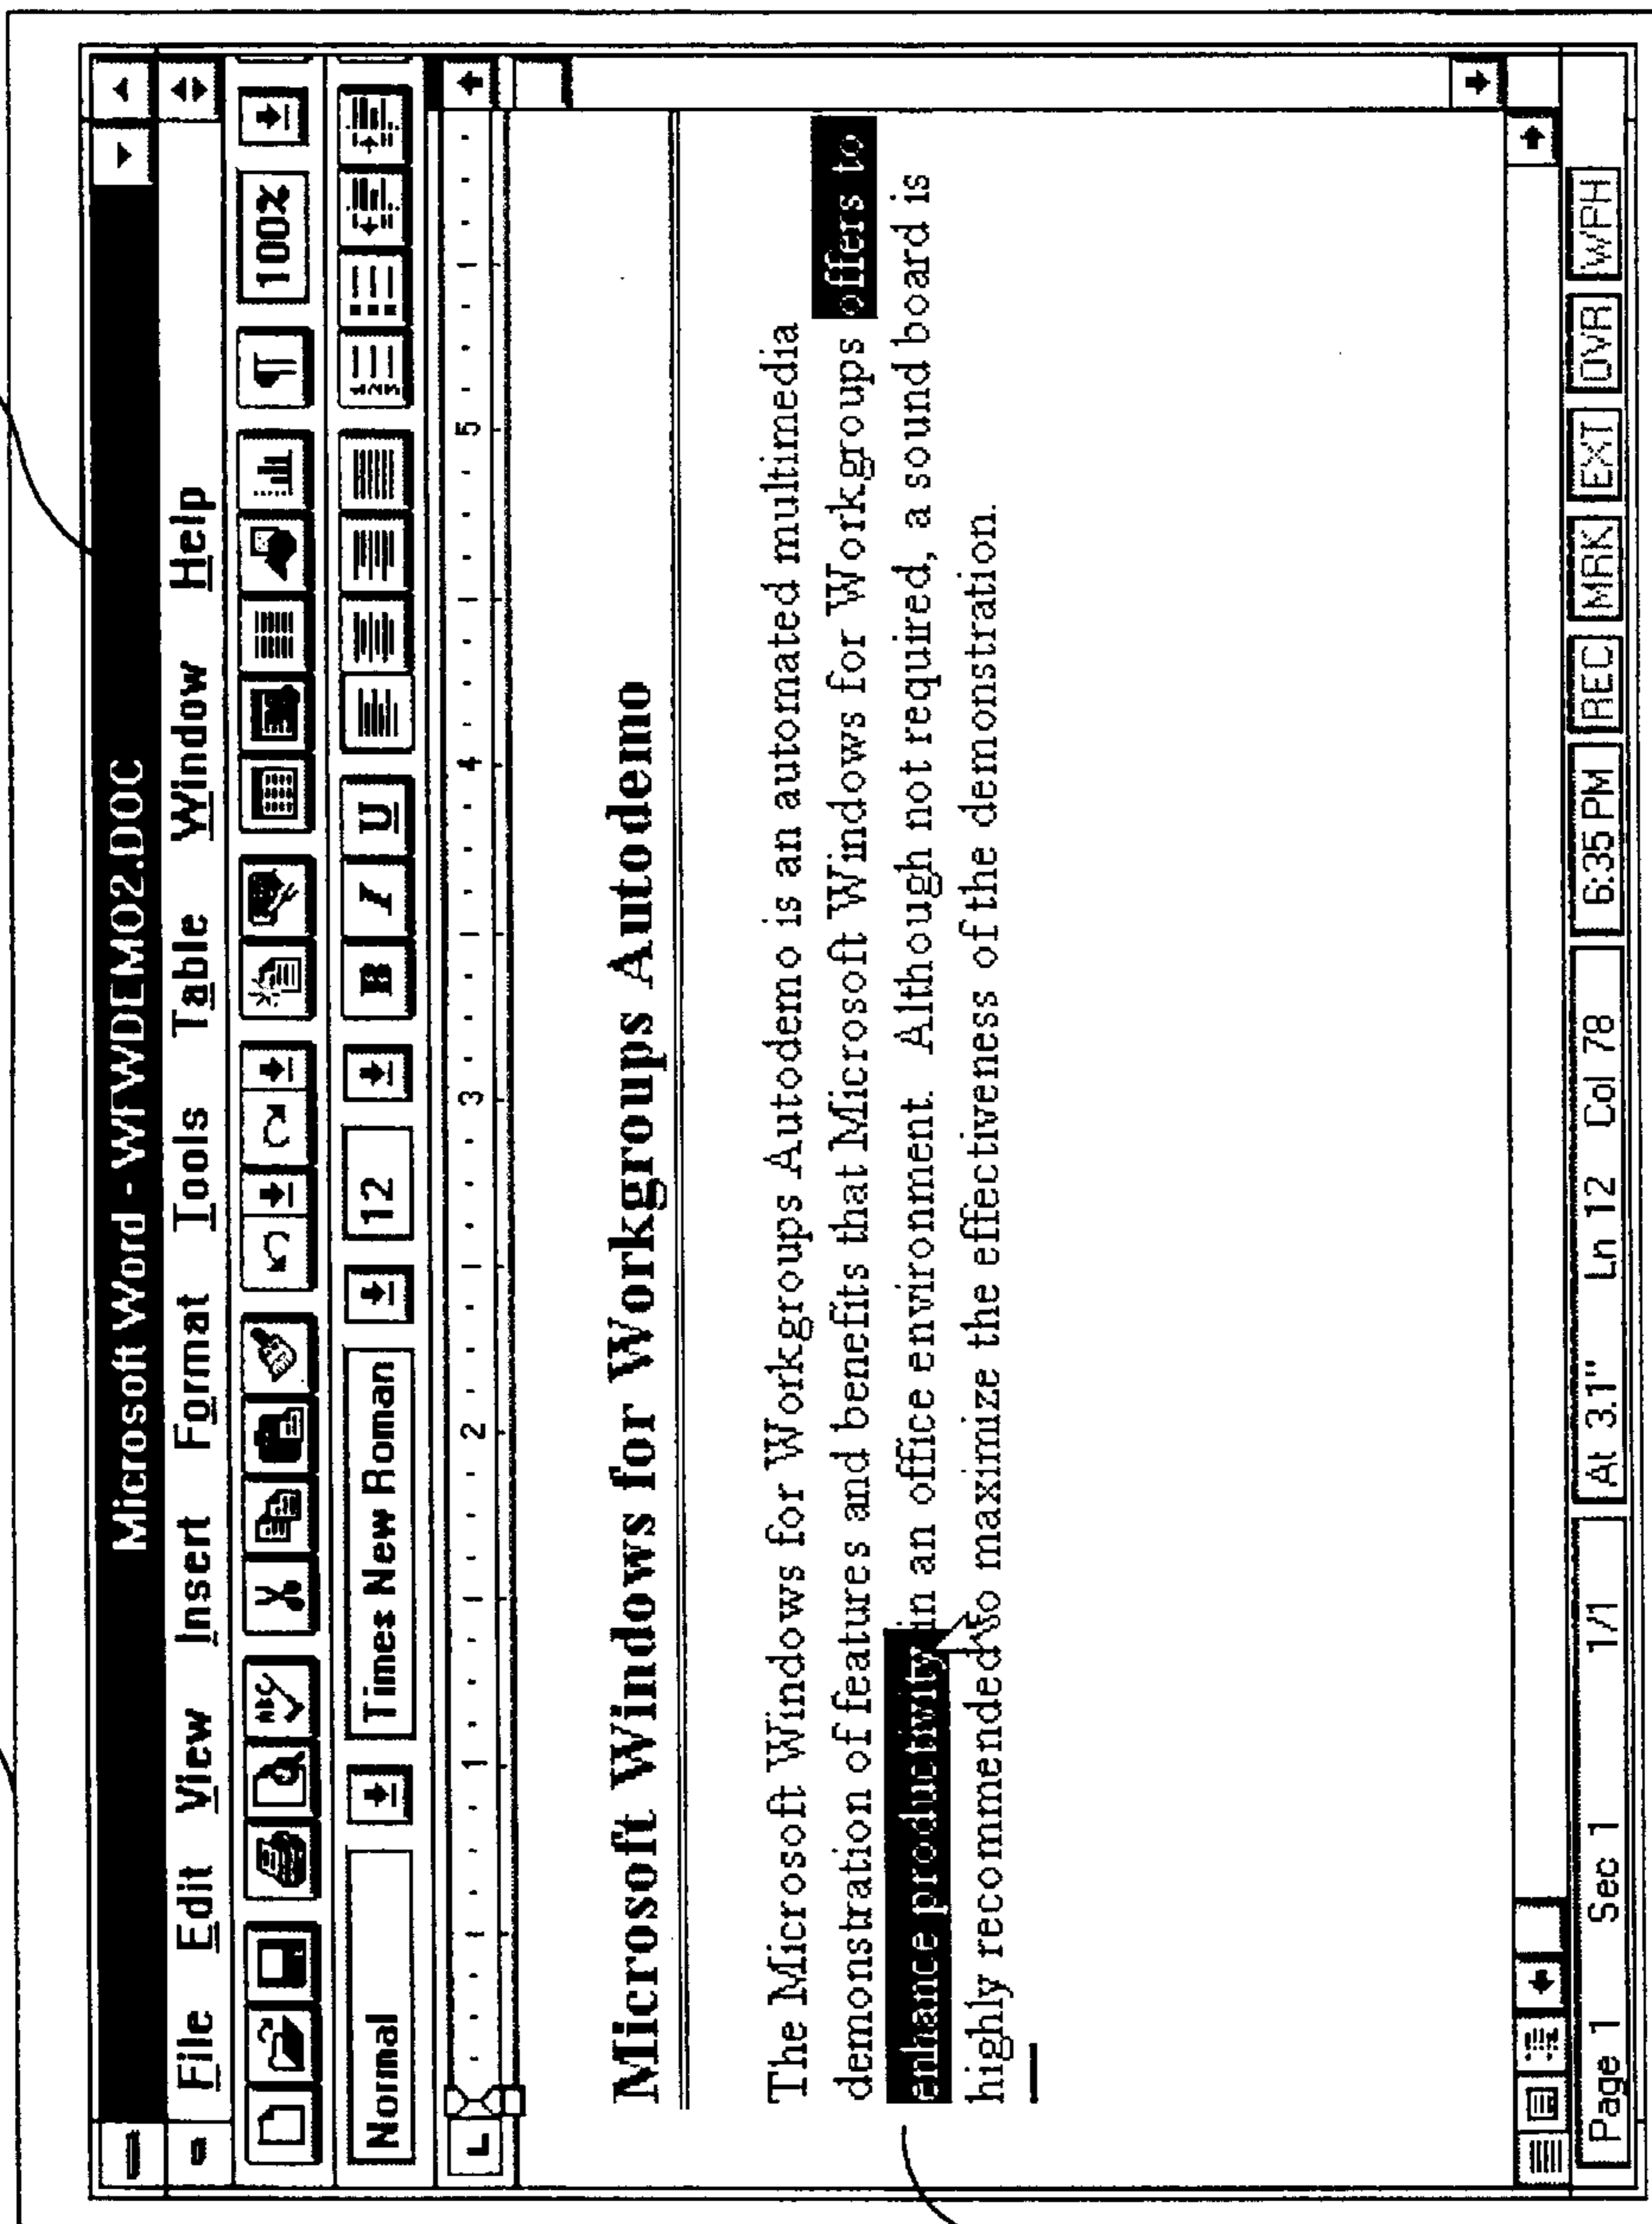 Microsoft Word - WFWDEMO2.DOC
File Edit View Insert Format Tools Table Window Help
ABC 100%
Normal Times New Roman 12 B I U
L 1 2 3 4 5
Microsoft Windows for Workgroups Autodemo
The Microsoft Windows for Workgroups Autodemo is an automated multimedia
demonstration of features and benefits that Microsoft Windows for Workgroups offers to
enhance productivity in an office environment. Although not required, a sound board is
highly recommended to maximize the effectiveness of the demonstration.
Page 1 Sec 1 1/1 At 3.1" Ln 12 Col 78 6:35 PM REC MRK EXT OVR WPH